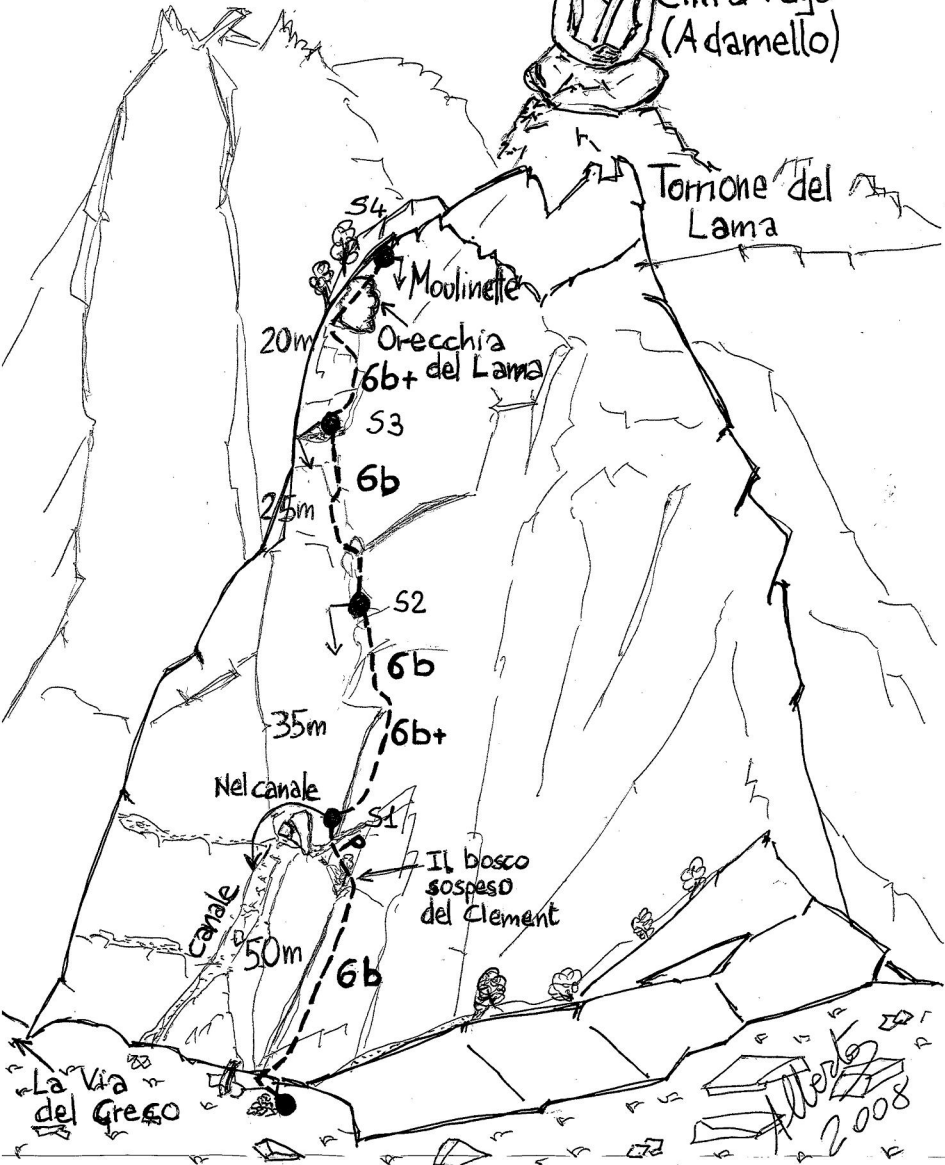 (Adamello)
Torrione del
Lama
S4
Moulinette
20m
Orecchia
del Lama
6b+
S3
6b
25m
S2
6b
35m
6b+
Nel canale
S1
Il bosco
sospeso
del Clement
canale
50m
6b
La Via
del Greco
Alberto
2008